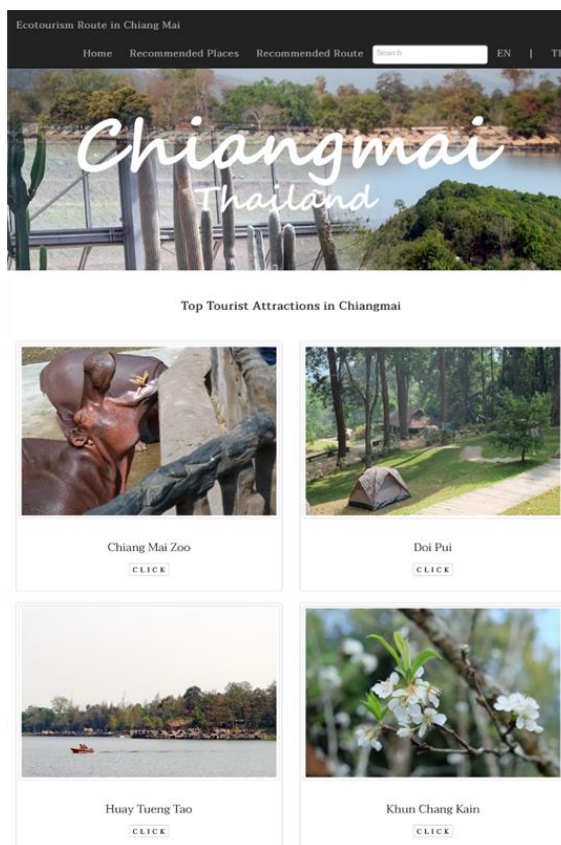 Ecotourism Route in Chiang Mai
Home Recommended Places Recommended Route Search EN |
Chiangmai
Thailand
Top Tourist Attractions in Chiangmai
Chiang Mai Zoo
CLICK
Doi Pui
CLICK
Huay Tueng Tao
CLICK
Khun Chang Kain
CLICK